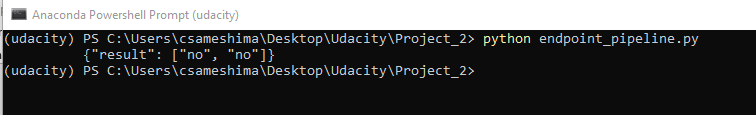 Anaconda Powershell Prompt (udacity)
(udacity) PS C:\Users\csameshima\Desktop\Udacity\Project_2> python endpoint_pipeline.py
{"result": ["no", "no"]}
(udacity) PS C:\Users\csameshima\Desktop\Udacity\Project_2>